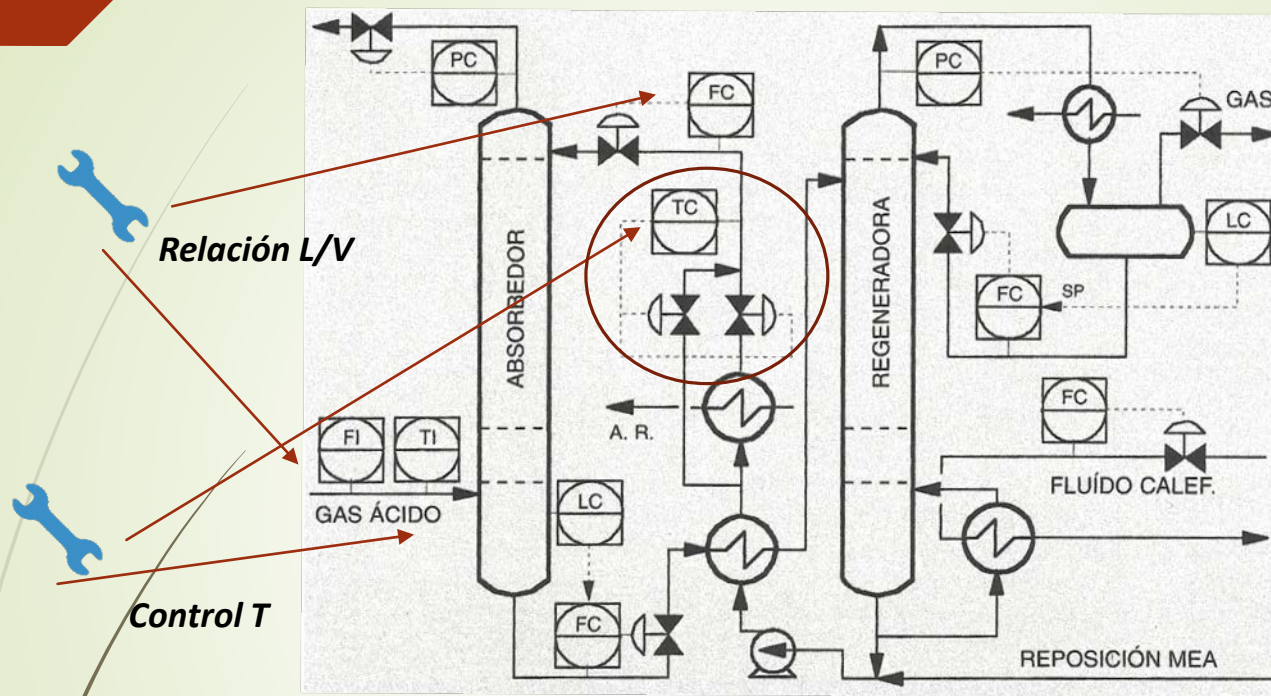 PC
PC
FC
GAS
TC
LC
Relación L/V
ABSORBEDOR
REGENERADORA
FC
SP
FC
A. R.
FI
TI
FLUÍDO CALEF.
LC
GAS ÁCIDO
Control T
FC
REPOSICIÓN MEA